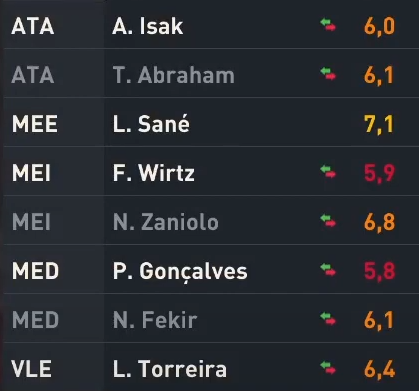 ATA A. Isak 6,0
ATA T. Abraham 6,1
MEE L. Sané 7,1
MEI F. Wirtz 5,9
MEI N. Zaniolo 6,8
MED P. Gonçalves 5,8
MED N. Fekir 6,1
VLE L. Torreira 6,4